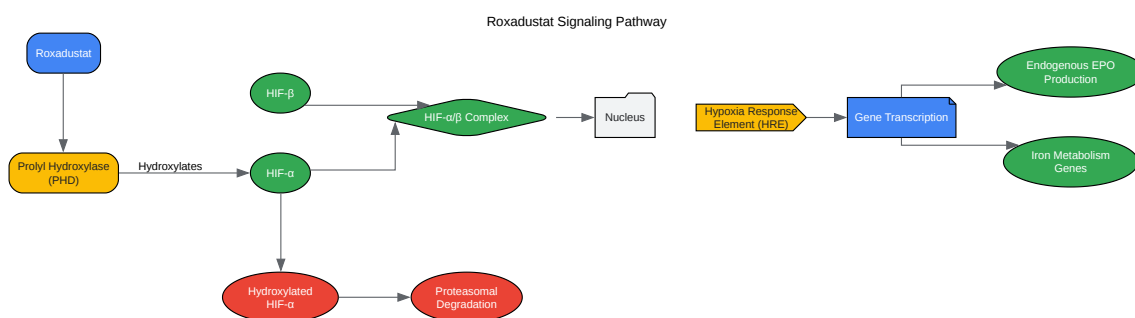 Roxadustat Signaling Pathway
Roxadustat
Prolyl Hydroxylase
(PHD)
Hydroxylates
HIF-β
HIF-α
HIF-α/β Complex
Nucleus
Hypoxia Response
Element (HRE)
Gene Transcription
Endogenous EPO
Production
Iron Metabolism
Genes
Hydroxylated
HIF-α
Proteasomal
Degradation